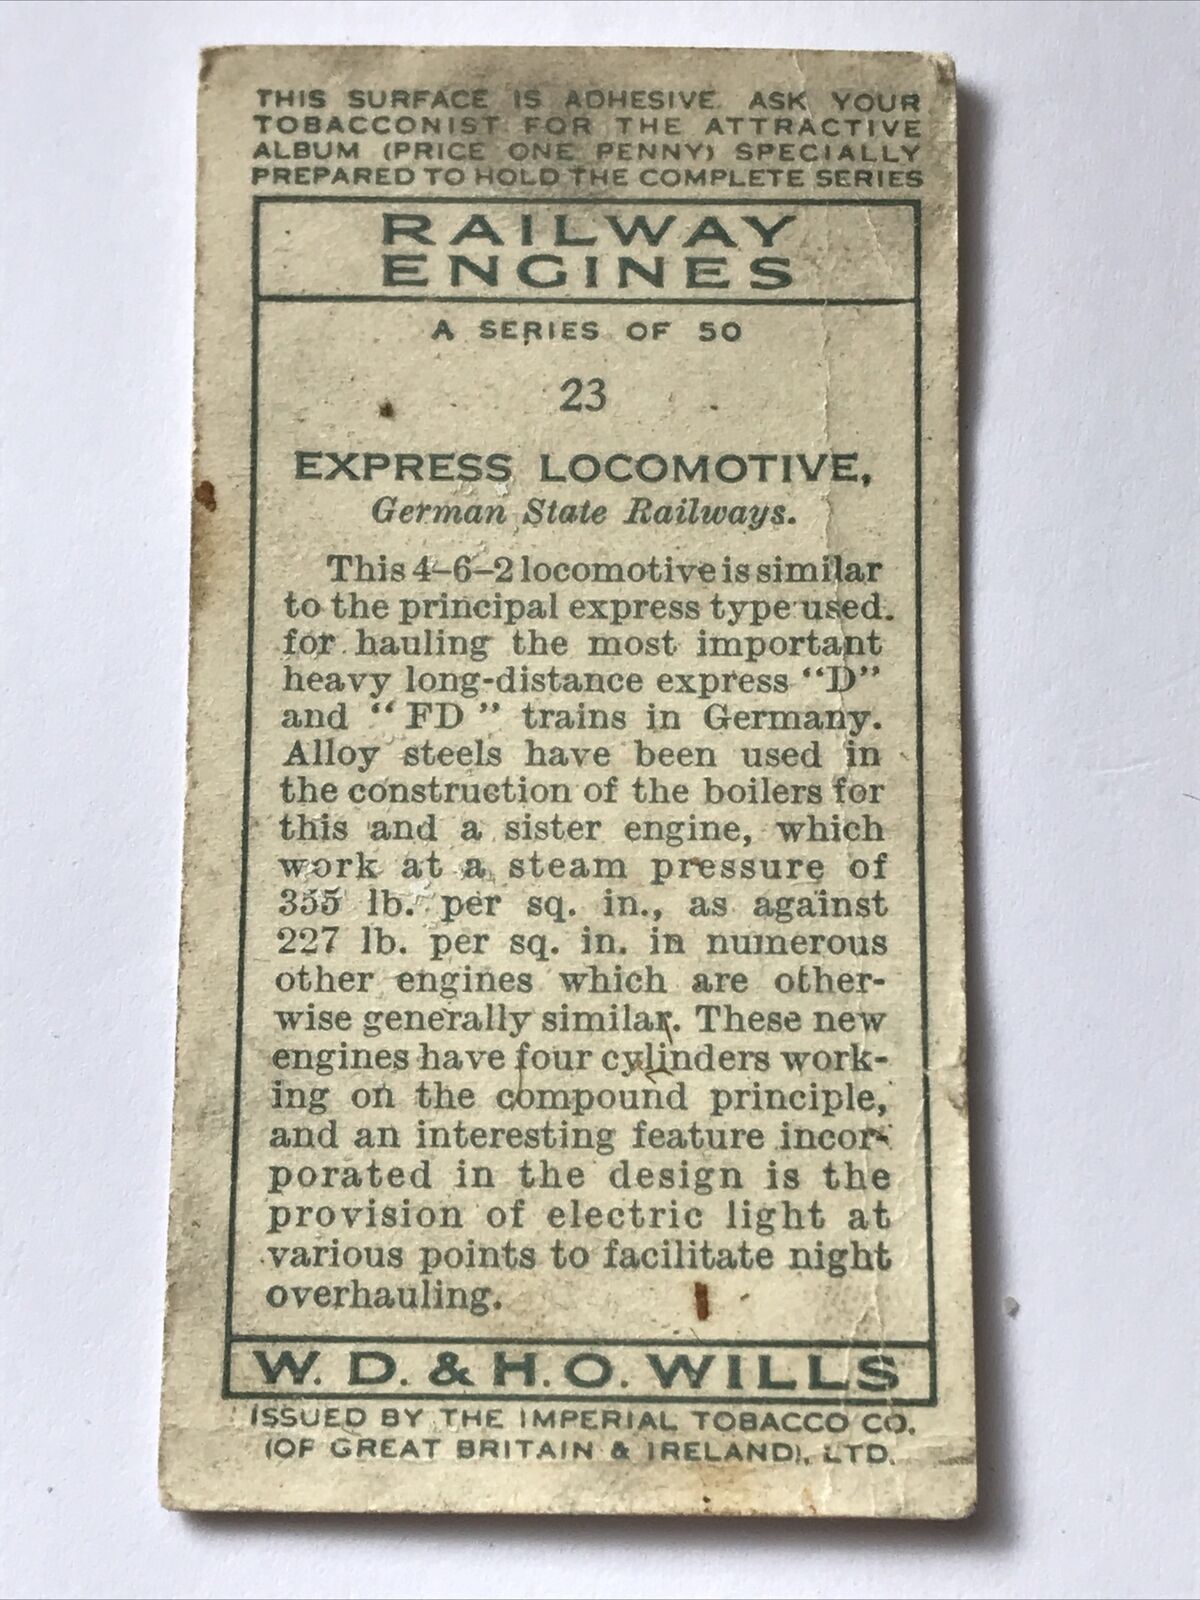 THIS SURFACE IS ADHESIVE. ASK YOUR
TOBACCONIST FOR THE ATTRACTIVE
ALBUM (PRICE ONE PENNY) SPECIALLY
PREPARED TO HOLD THE COMPLETE SERIES
RAILWAY
ENGINES
A SERIES OF 50
23
EXPRESS LOCOMOTIVE,
German State Railways.
This 4-6-2 locomotive is similar
to the principal express type used
for hauling the most important
heavy long-distance express "D"
and "FD" trains in Germany.
Alloy steels have been used in
the construction of the boilers for
this and a sister engine, which
work at a steam pressure of
355 lb. per sq. in., as against
227 lb. per sq. in. in numerous
other engines which are other-
wise generally similar. These new
engines have four cylinders work-
ing on the compound principle,
and an interesting feature incor-
porated in the design is the
provision of electric light at
various points to facilitate night
overhauling.
W. D. & H. O. WILLS
ISSUED BY THE IMPERIAL TOBACCO CO.
(OF GREAT BRITAIN & IRELAND), LTD.